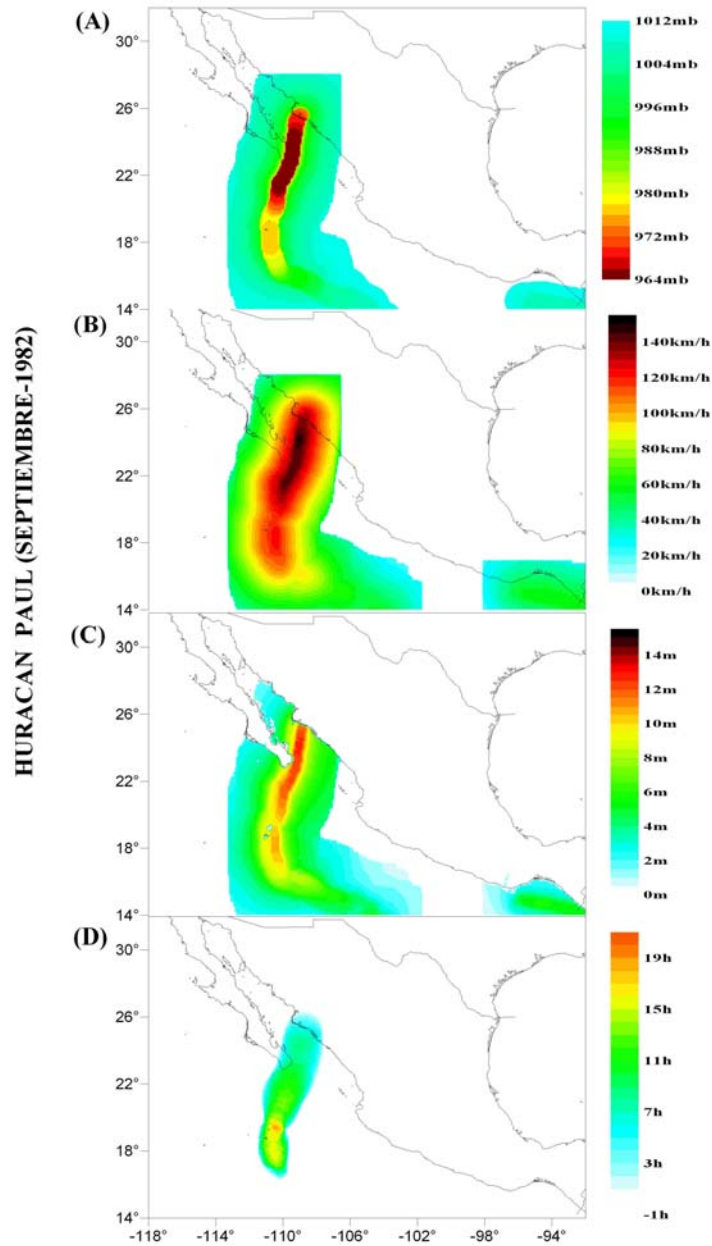 HURACAN PAUL (SEPTIEMBRE-1982)
(A)
30°
26°
22°
18°
14°
1012mb
1004mb
996mb
988mb
980mb
972mb
964mb
(B)
30°
26°
22°
18°
14°
140km/h
120km/h
100km/h
80km/h
60km/h
40km/h
20km/h
0km/h
(C)
30°
26°
22°
18°
14°
14m
12m
10m
8m
6m
4m
2m
0m
(D)
30°
26°
22°
18°
14°
19h
15h
11h
7h
3h
-1h
-118° -114° -110° -106° -102° -98° -94°